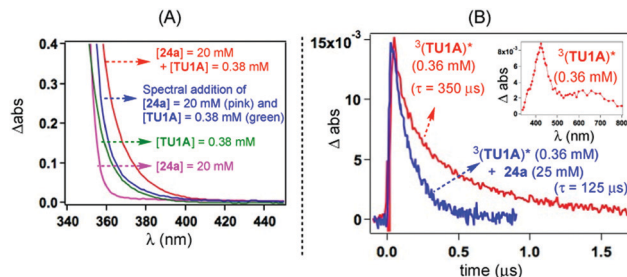 (A)
0.4
0.3
0.2
0.1
0.0
Δabs
340
360
380
400
420
440
λ (nm)
[24a] = 20 mM
+ [TU1A] = 0.38 mM
Spectral addition of
[24a] = 20 mM (pink) and
[TU1A] = 0.38 mM (green)
[TU1A] = 0.38 mM
[24a] = 20 mM
(B)
15x10⁻³
10
5
0
Δ abs
0.0
0.5
1.0
1.5
time (μs)
³(TU1A)*
(0.36 mM)
(τ = 350 μs)
³(TU1A)* (0.36 mM)
+ 24a (25 mM)
(τ = 125 μs)
8x10⁻³
6
4
2
0
Δ abs
400
500
600
700
800
λ (nm)
³(TU1A)*
(0.36 mM)